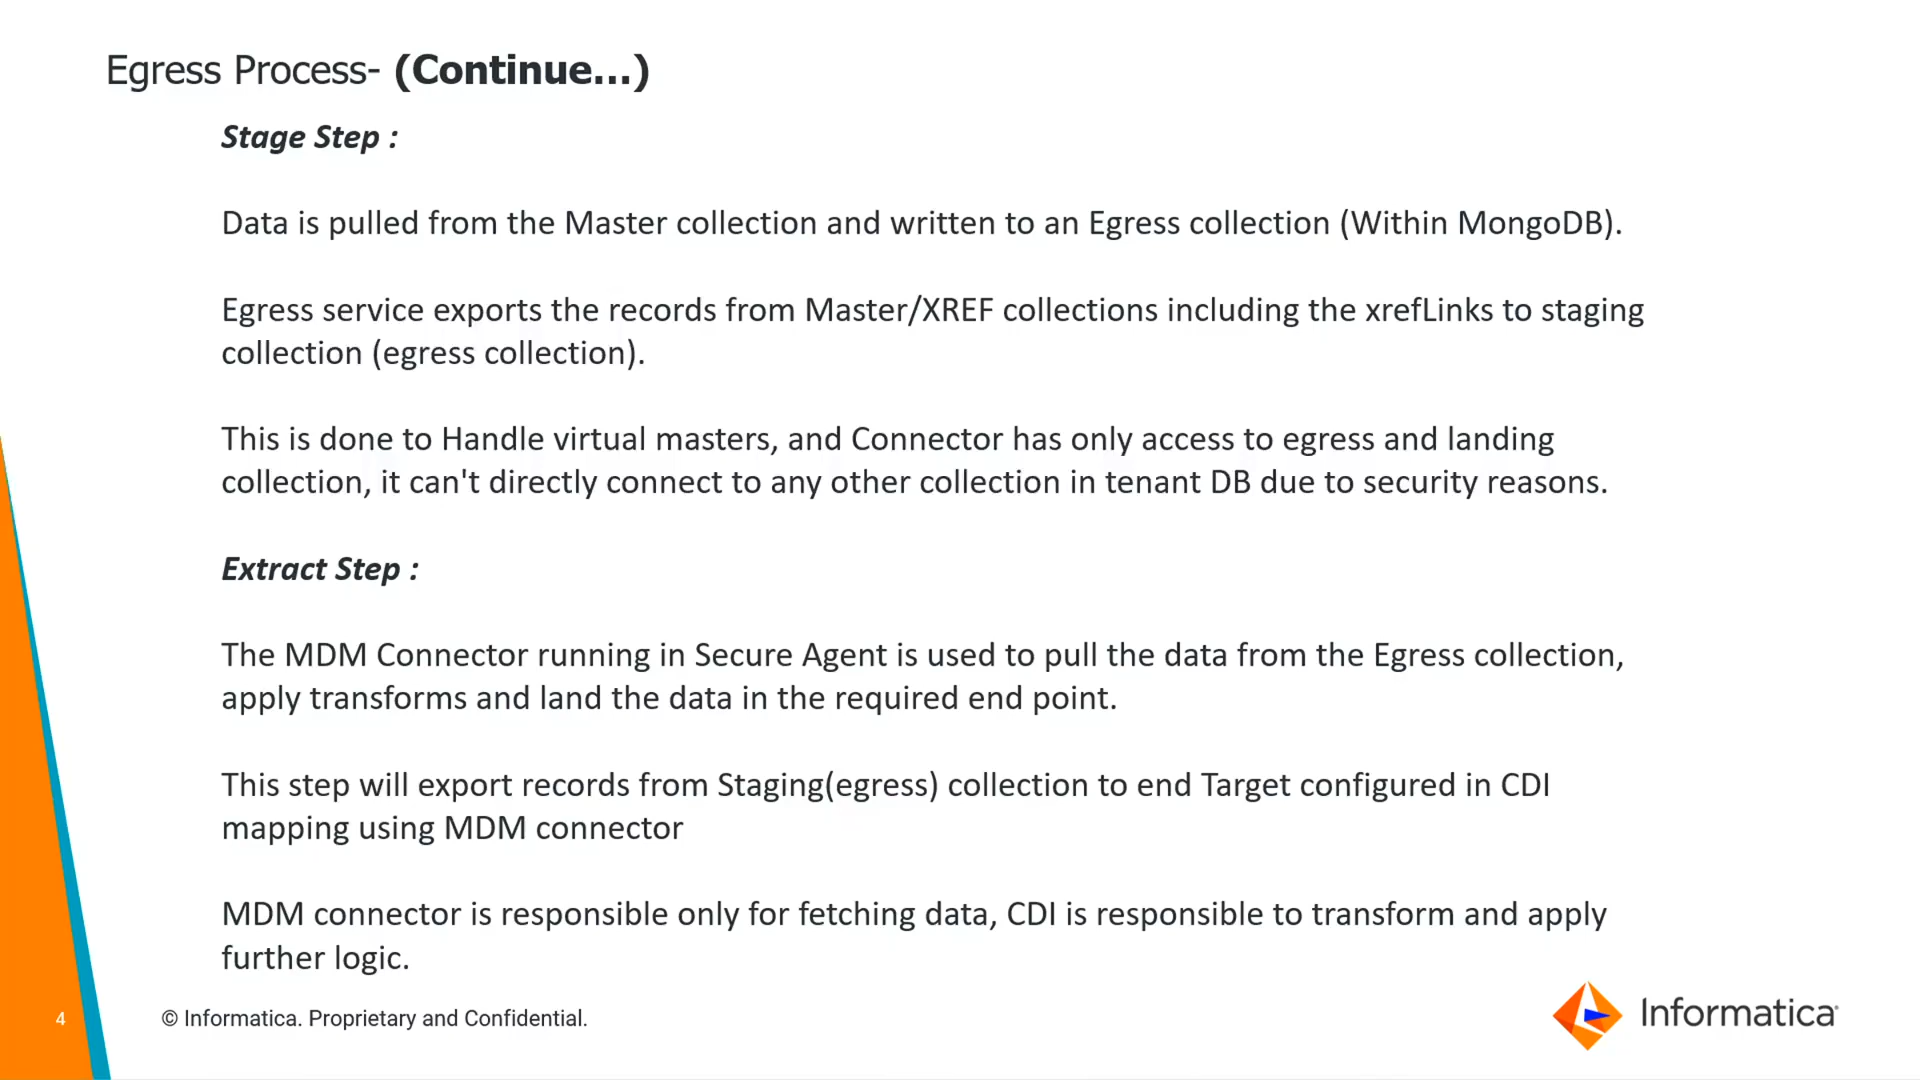 Egress Process- (Continue...)
Stage Step :
Data is pulled from the Master collection and written to an Egress collection (Within MongoDB).
Egress service exports the records from Master/XREF collections including the xrefLinks to staging
collection (egress collection).
This is done to Handle virtual masters, and Connector has only access to egress and landing
collection, it can't directly connect to any other collection in tenant DB due to security reasons.
Extract Step :
The MDM Connector running in Secure Agent is used to pull the data from the Egress collection,
apply transforms and land the data in the required end point.
This step will export records from Staging(egress) collection to end Target configured in CDI
mapping using MDM connector
MDM connector is responsible only for fetching data, CDI is responsible to transform and apply
further logic.
4
© Informatica. Proprietary and Confidential.
Informatica